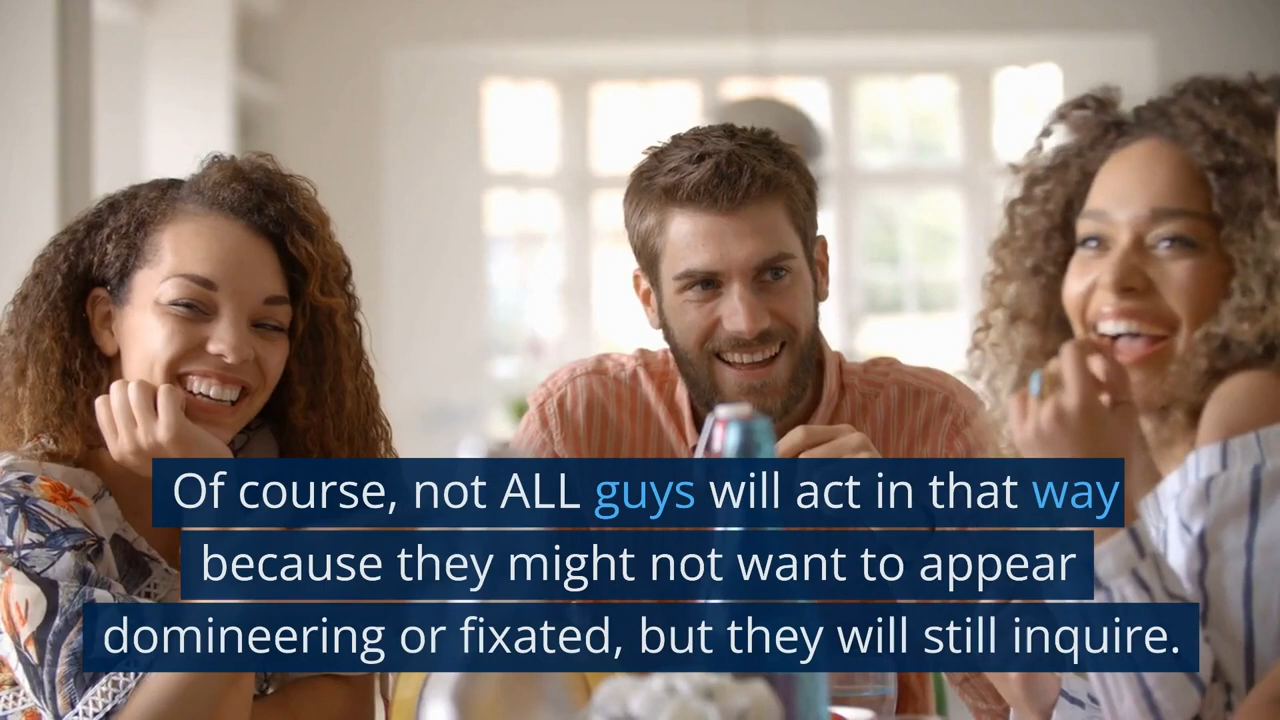 Of course, not ALL guys will act in that way
because they might not want to appear
domineering or fixated, but they will still inquire.